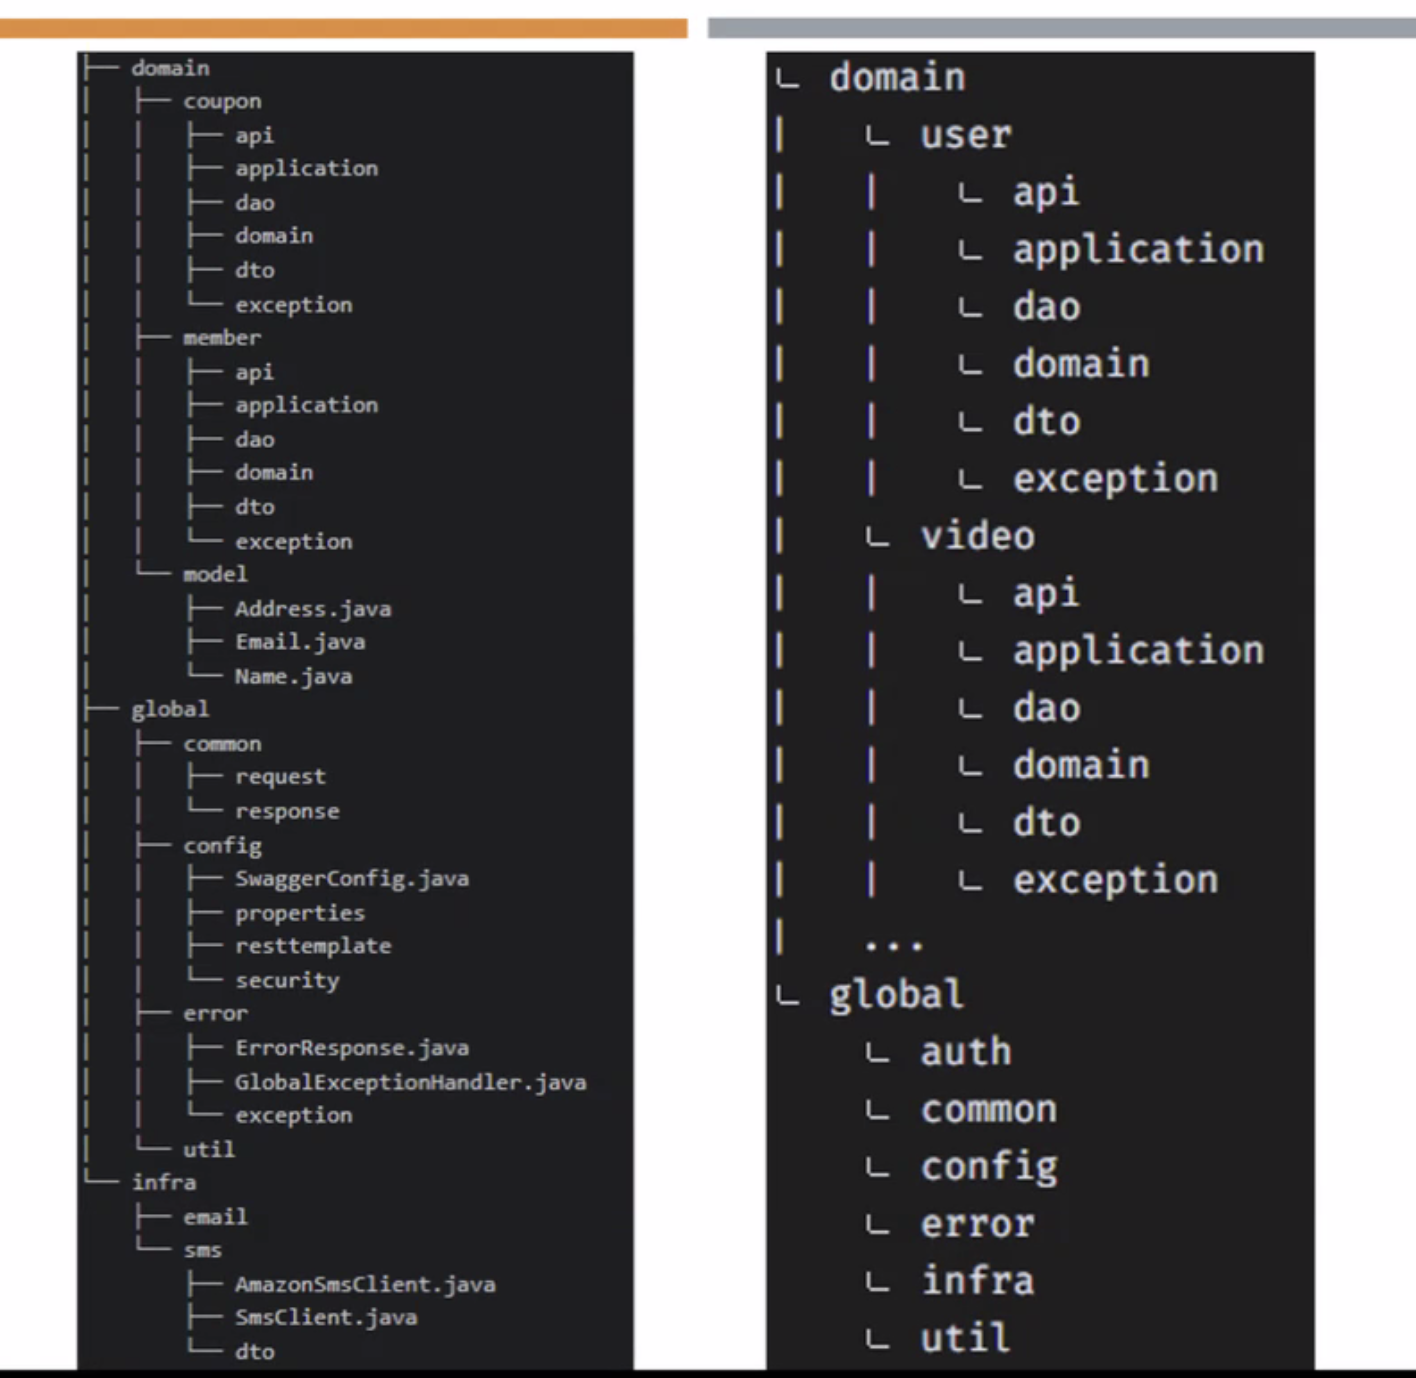 ├── domain
│   ├── coupon
│   │   ├── api
│   │   ├── application
│   │   ├── dao
│   │   ├── domain
│   │   ├── dto
│   │   └── exception
│   ├── member
│   │   ├── api
│   │   ├── application
│   │   ├── dao
│   │   ├── domain
│   │   ├── dto
│   │   └── exception
│   └── model
│       ├── Address.java
│       ├── Email.java
│       └── Name.java
├── global
│   ├── common
│   │   ├── request
│   │   └── response
│   ├── config
│   │   ├── SwaggerConfig.java
│   │   ├── properties
│   │   ├── resttemplate
│   │   └── security
│   ├── error
│   │   ├── ErrorResponse.java
│   │   ├── GlobalExceptionHandler.java
│   │   └── exception
│   └── util
└── infra
    ├── email
    └── sms
        ├── AmazonSmsClient.java
        ├── SmsClient.java
        └── dto
ㄴ domain
|   ㄴ user
|   |   ㄴ api
|   |   ㄴ application
|   |   ㄴ dao
|   |   ㄴ domain
|   |   ㄴ dto
|   |   ㄴ exception
|   ㄴ video
|   |   ㄴ api
|   |   ㄴ application
|   |   ㄴ dao
|   |   ㄴ domain
|   |   ㄴ dto
|   |   ㄴ exception
|   ...
ㄴ global
    ㄴ auth
    ㄴ common
    ㄴ config
    ㄴ error
    ㄴ infra
    ㄴ util